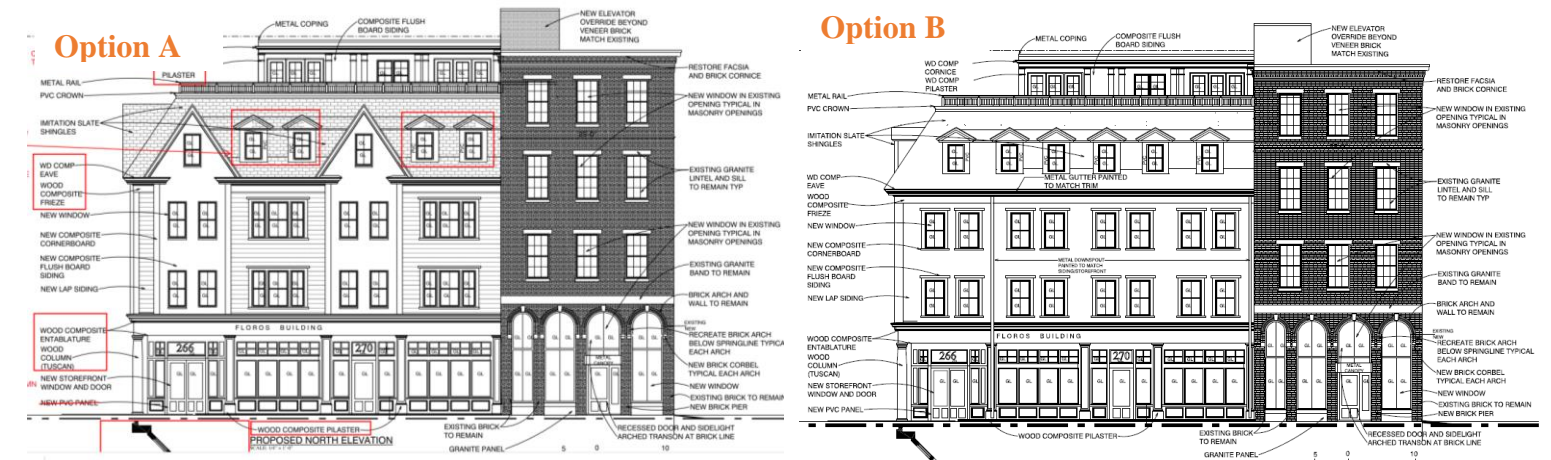 Option A
METAL COPING
COMPOSITE FLUSH
BOARD SIDING
NEW ELEVATOR
OVERRIDE BEYOND
VENEER BRICK
MATCH EXISTING
PILASTER
METAL RAIL
PVC CROWN
IMITATION SLATE
SHINGLES
WD COMP
EAVE
WOOD
COMPOSITE
FRIEZE
NEW WINDOW
NEW COMPOSITE
CORNERBOARD
NEW COMPOSITE
FLUSH BOARD
SIDING
NEW LAP SIDING
WOOD COMPOSITE
ENTABLATURE
WOOD
COLUMN
(TUSCAN)
NEW STOREFRONT
WINDOW AND DOOR
NEW PVC PANEL
FLOROS BUILDING
266
270
METAL
CANOPY
WOOD COMPOSITE PILASTER
PROPOSED NORTH ELEVATION
RESTORE FACSIA
AND BRICK CORNICE
NEW WINDOW IN EXISTING
OPENING TYPICAL IN
MASONRY OPENINGS
EXISTING GRANITE
LINTEL AND SILL
TO REMAIN TYP
NEW WINDOW IN EXISTING
OPENING TYPICAL IN
MASONRY OPENINGS
EXISTING GRANITE
BAND TO REMAIN
BRICK ARCH AND
WALL TO REMAIN
EXISTING
RECREATE BRICK ARCH
BELOW SPRINGLINE TYPICA
EACH ARCH
NEW BRICK CORBEL
TYPICAL EACH ARCH
NEW WINDOW
EXISTING BRICK TO REMAIN
NEW BRICK PIER
RECESSED DOOR AND SIDELIGHT
ARCHED TRANSON AT BRICK LINE
EXISTING BRICK
TO REMAIN
GRANITE PANEL
5 0 10
Option B
METAL COPING
COMPOSITE FLUSH
BOARD SIDING
NEW ELEVATOR
OVERRIDE BEYOND
VENEER BRICK
MATCH EXISTING
WD COMP
CORNICE
WD COMP
PILASTER
METAL RAIL
PVC CROWN
IMITATION SLATE
SHINGLES
WD COMP
EAVE
WOOD
COMPOSITE
FRIEZE
NEW WINDOW
NEW COMPOSITE
CORNERBOARD
NEW COMPOSITE
FLUSH BOARD
SIDING
NEW LAP SIDING
WOOD COMPOSITE
ENTABLATURE
WOOD
COLUMN
(TUSCAN)
NEW STOREFRONT
WINDOW AND DOOR
NEW PVC PANEL
METAL GUTTER PAINTED
TO MATCH TRIM
METAL DOWNSPOUT
PAINTED TO MATCH
SIDING/STOREFRONT
FLOROS BUILDING
266
270
METAL
CANOPY
WOOD COMPOSITE PILASTER
RESTORE FACSIA
AND BRICK CORNICE
NEW WINDOW IN EXISTING
OPENING TYPICAL IN
MASONRY OPENINGS
EXISTING GRANITE
LINTEL AND SILL
TO REMAIN TYP
NEW WINDOW IN EXISTING
OPENING TYPICAL IN
MASONRY OPENINGS
EXISTING GRANITE
BAND TO REMAIN
BRICK ARCH AND
WALL TO REMAIN
EXISTING
RECREATE BRICK ARCH
BELOW SPRINGLINE TYPICAL
EACH ARCH
NEW BRICK CORBEL
TYPICAL EACH ARCH
NEW WINDOW
EXISTING BRICK TO REMAIN
NEW BRICK PIER
RECESSED DOOR AND SIDELIGHT
ARCHED TRANSOM AT BRICK LINE
EXISTING BRICK
TO REMAIN
GRANITE PANEL
5 0 10